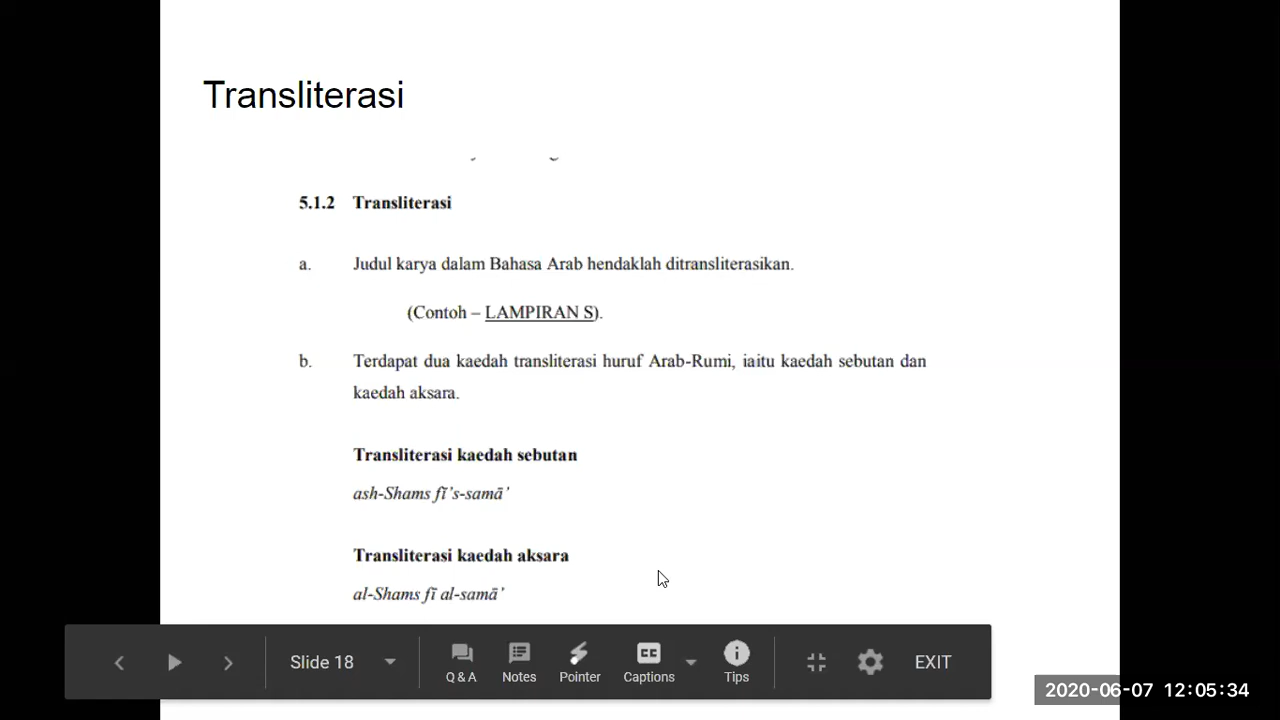 Transliterasi
5.1.2 Transliterasi
a. Judul karya dalam Bahasa Arab hendaklah ditransliterasikan.
(Contoh – LAMPIRAN S).
b. Terdapat dua kaedah transliterasi huruf Arab-Rumi, iaitu kaedah sebutan dan
kaedah aksara.
Transliterasi kaedah sebutan
ash-Shams fī’s-samā’
Transliterasi kaedah aksara
al-Shams fī al-samā’
Slide 18
Q & A Notes Pointer CC Captions Tips EXIT
2020-06-07 12:05:34